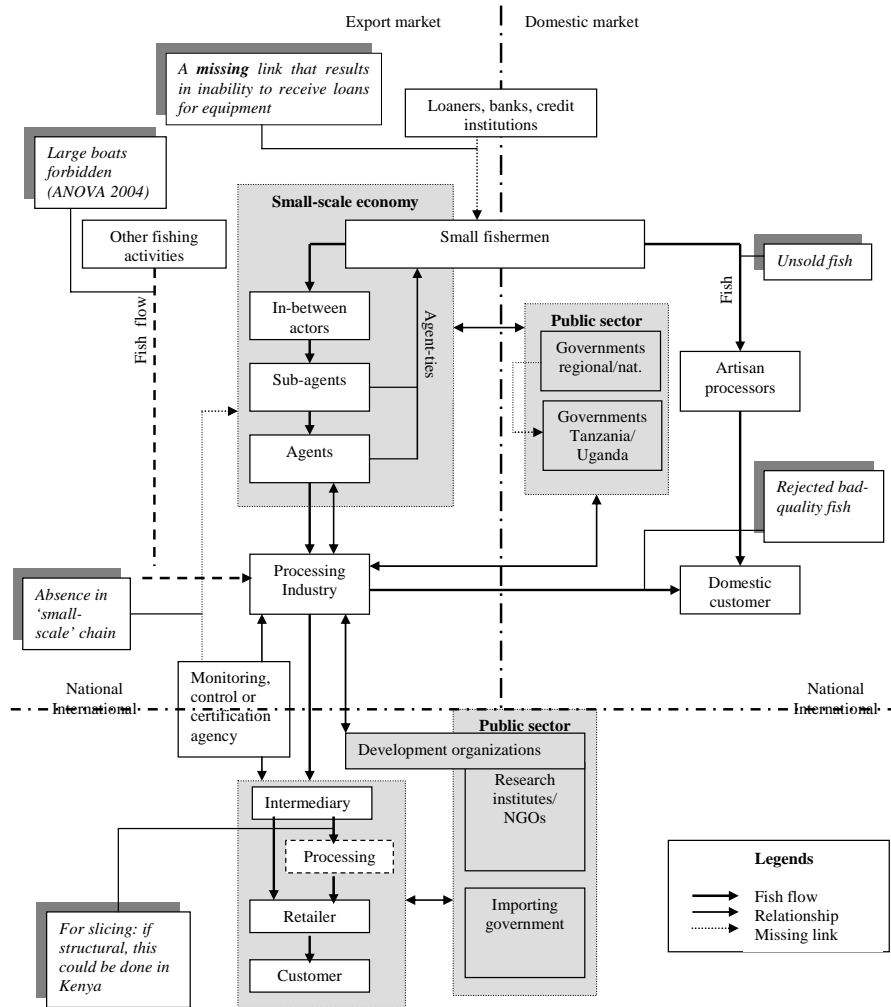 Export market
Domestic market
A missing link that results
in inability to receive loans
for equipment
Loaners, banks, credit
institutions
Large boats
forbidden
(ANOVA 2004)
Small-scale economy
Other fishing
activities
Small fishermen
Unsold fish
Fish
Fish flow
In-between
actors
Agent-ties
Public sector
Governments
regional/nat.
Sub-agents
Artisan
processors
Governments
Tanzania/
Uganda
Agents
Rejected bad-
quality fish
Processing
Industry
Domestic
customer
Absence in
‘small-
scale’ chain
Monitoring,
control or
certification
agency
National
International
National
International
Public sector
Development organizations
Research
institutes/
NGOs
Intermediary
Processing
Retailer
Customer
Importing
government
For slicing: if
structural, this
could be done in
Kenya
Legends
Fish flow
Relationship
Missing link